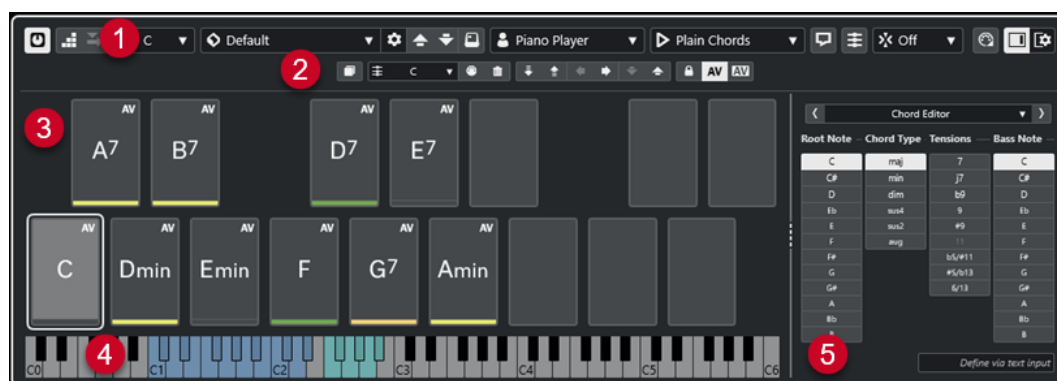 1 C Default Piano Player Plain Chords Off
2 C AV AV
3 AV AV AV AV
A7 B7 D7 E7
AV AV AV AV AV AV
C Dmin Emin F G7 Amin
4
C0 C1 C2 C3 C4 C5 C6
Chord Editor
Root Note Chord Type Tensions Bass Note
C maj 7 C
C# min j7 C#
D dim b9 D
Eb sus4 9 Eb
E sus2 #9 E
F aug 11 F
F# b5/#11 F#
G #5/b13 G
G# 6/13 G#
A A
Bb Bb
B B
5
Define via text input